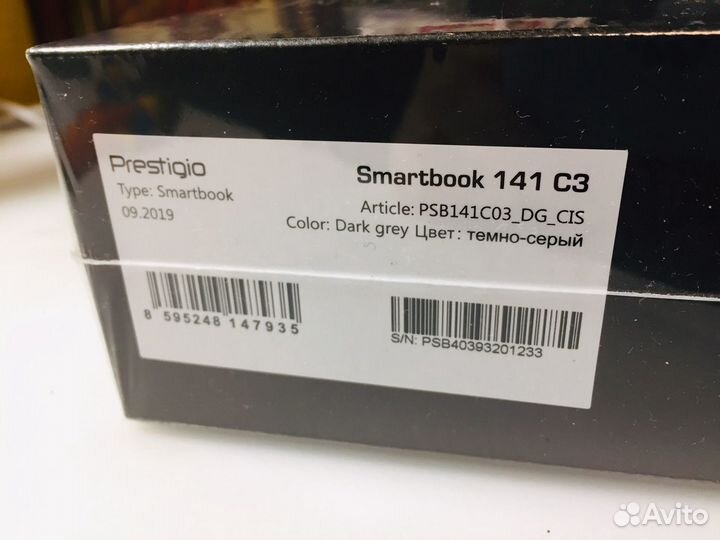 Prestigio
Type: Smartbook
09.2019
Smartbook 141 C3
Article: PSB141C03_DG_CIS
Color: Dark grey Цвет: темно-серый
8 595248 147935
S/N: PSB40393201233
Avito